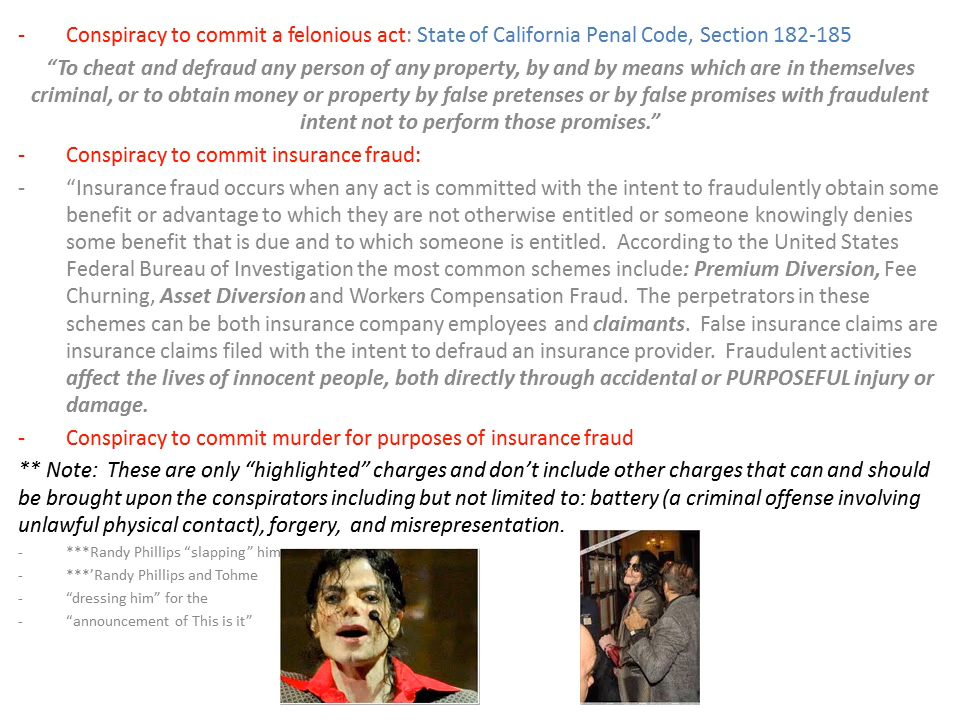 - Conspiracy to commit a felonious act: State of California Penal Code, Section 182-185
“To cheat and defraud any person of any property, by and by means which are in themselves
criminal, or to obtain money or property by false pretenses or by false promises with fraudulent
intent not to perform those promises.”
- Conspiracy to commit insurance fraud:
- “Insurance fraud occurs when any act is committed with the intent to fraudulently obtain some
benefit or advantage to which they are not otherwise entitled or someone knowingly denies
some benefit that is due and to which someone is entitled. According to the United States
Federal Bureau of Investigation the most common schemes include: Premium Diversion, Fee
Churning, Asset Diversion and Workers Compensation Fraud. The perpetrators in these
schemes can be both insurance company employees and claimants. False insurance claims are
insurance claims filed with the intent to defraud an insurance provider. Fraudulent activities
affect the lives of innocent people, both directly through accidental or PURPOSEFUL injury or
damage.
- Conspiracy to commit murder for purposes of insurance fraud
** Note: These are only “highlighted” charges and don’t include other charges that can and should
be brought upon the conspirators including but not limited to: battery (a criminal offense involving
unlawful physical contact), forgery, and misrepresentation.
- ***Randy Phillips “slapping” him
- ***’Randy Phillips and Tohme
- “dressing him” for the
- “announcement of This is it”